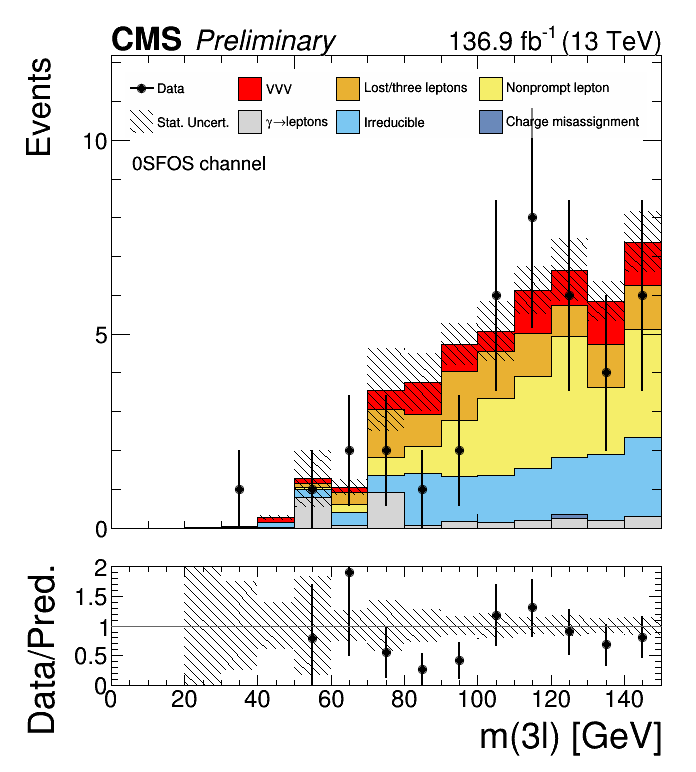 CMS Preliminary 136.9 fb-1 (13 TeV)
Events
Data VVV Lost/three leptons Nonprompt lepton
Stat. Uncert. γ→leptons Irreducible Charge misassignment
0SFOS channel
10
5
0
Data/Pred.
2
1.5
1
0.5
0
0 20 40 60 80 100 120 140
m(3l) [GeV]